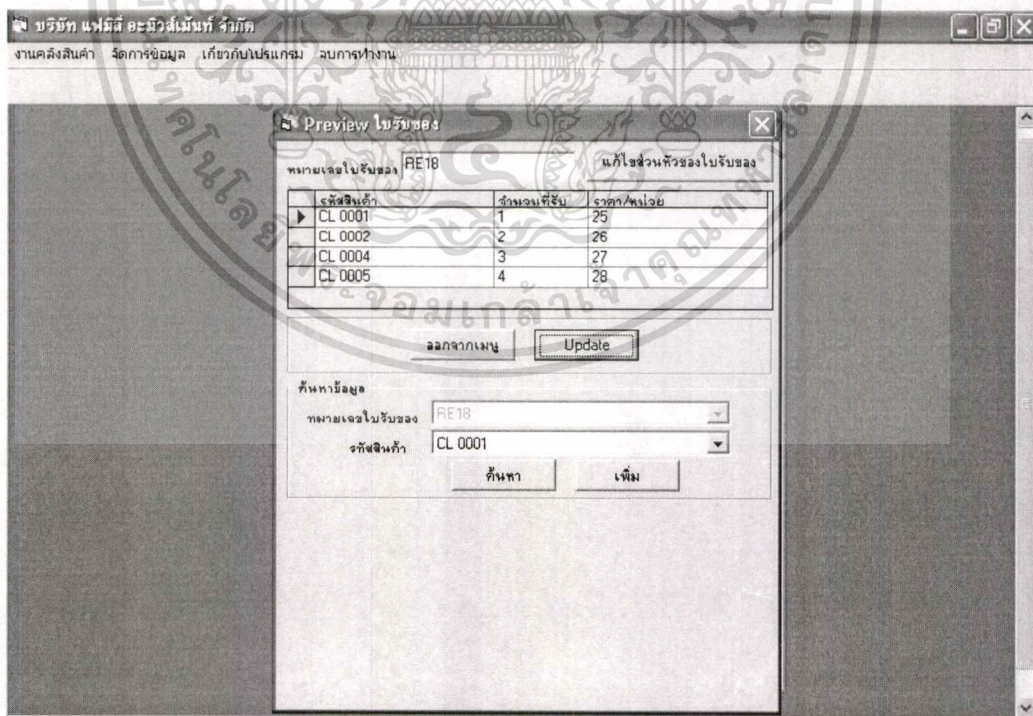 บริษัท แฟมิลี่ อะมิวส์เม้นท์ จำกัด
งานคลังสินค้า จัดการข้อมูล เกี่ยวกับโปรแกรม จบการทำงาน
Preview ใบรับของ
หมายเลขใบรับของ RE18 แก้ไขส่วนหัวของใบรับของ
รหัสสินค้า จำนวนที่รับ ราคา/หน่วย
CL 0001 1 25
CL 0002 2 26
CL 0004 3 27
CL 0005 4 28
ออกจากเมนู Update
ค้นหาข้อมูล
หมายเลขใบรับของ RE18
รหัสสินค้า CL 0001
ค้นหา เพิ่ม